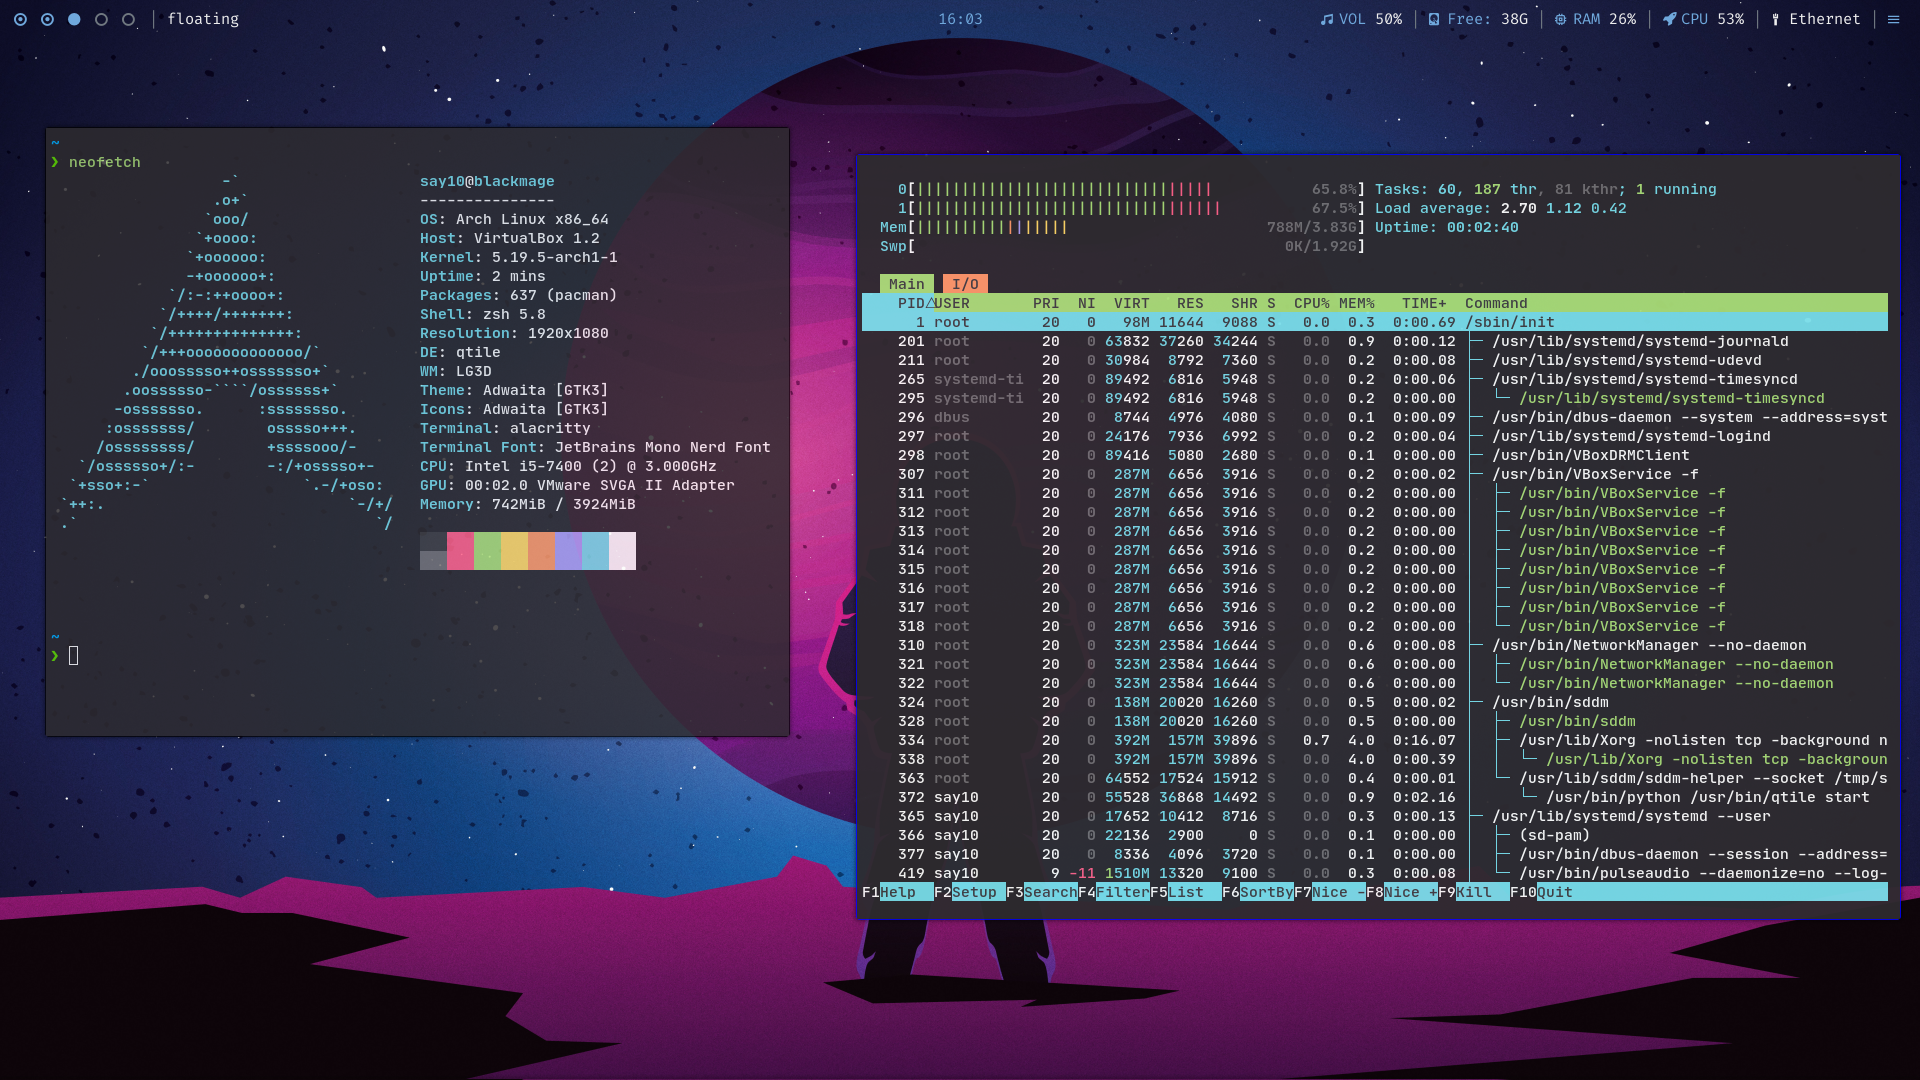 floating
16:03
VOL 50% Free: 38G RAM 26% CPU 53% Ethernet
~
❯ neofetch
-`
.o+`
`ooo/
`+oooo:
`+oooooo:
-+oooooo+:
`/:-:++oooo+:
`/++++/+++++++:
`/++++++++++++++:
`/+++ooooooooooooo/`
./ooosssso++osssssso+`
.oossssso-````/ossssss+`
-osssssso. :ssssssso.
:osssssss/ osssso+++.
/ossssssss/ +ssssooo/-
`/ossssso+/:- -:/+osssso+-
`+sso+:-` `.-/+oso:
`++:. `-/+/
.` `/
say10@blackmage
---------------
OS: Arch Linux x86_64
Host: VirtualBox 1.2
Kernel: 5.19.5-arch1-1
Uptime: 2 mins
Packages: 637 (pacman)
Shell: zsh 5.8
Resolution: 1920x1080
DE: qtile
WM: LG3D
Theme: Adwaita [GTK3]
Icons: Adwaita [GTK3]
Terminal: alacritty
Terminal Font: JetBrains Mono Nerd Font
CPU: Intel i5-7400 (2) @ 3.000GHz
GPU: 00:02.0 VMware SVGA II Adapter
Memory: 742MiB / 3924MiB
~
❯
0[||||||||||||||||||||||||||||||||| 65.8%] Tasks: 60, 187 thr, 81 kthr; 1 running
1[|||||||||||||||||||||||||||||||||| 67.5%] Load average: 2.70 1.12 0.42
Mem[||||||||||||||||| 788M/3.83G] Uptime: 00:02:40
Swp[ 0K/1.92G]
Main I/O
PID△USER PRI NI VIRT RES SHR S CPU% MEM% TIME+ Command
1 root 20 0 98M 11644 9088 S 0.0 0.3 0:00.69 /sbin/init
201 root 20 0 63832 37260 34244 S 0.0 0.9 0:00.12 ├─ /usr/lib/systemd/systemd-journald
211 root 20 0 30984 8792 7360 S 0.0 0.2 0:00.08 ├─ /usr/lib/systemd/systemd-udevd
265 systemd-ti 20 0 89492 6816 5948 S 0.0 0.2 0:00.06 ├─ /usr/lib/systemd/systemd-timesyncd
295 systemd-ti 20 0 89492 6816 5948 S 0.0 0.2 0:00.00 │ └─ /usr/lib/systemd/systemd-timesyncd
296 dbus 20 0 8744 4976 4080 S 0.0 0.1 0:00.09 ├─ /usr/bin/dbus-daemon --system --address=syst
297 root 20 0 24176 7936 6992 S 0.0 0.2 0:00.04 ├─ /usr/lib/systemd/systemd-logind
298 root 20 0 89416 5080 2680 S 0.0 0.1 0:00.00 ├─ /usr/bin/VBoxDRMClient
307 root 20 0 287M 6656 3916 S 0.0 0.2 0:00.02 ├─ /usr/bin/VBoxService -f
311 root 20 0 287M 6656 3916 S 0.0 0.2 0:00.00 │ ├─ /usr/bin/VBoxService -f
312 root 20 0 287M 6656 3916 S 0.0 0.2 0:00.00 │ ├─ /usr/bin/VBoxService -f
313 root 20 0 287M 6656 3916 S 0.0 0.2 0:00.00 │ ├─ /usr/bin/VBoxService -f
314 root 20 0 287M 6656 3916 S 0.0 0.2 0:00.00 │ ├─ /usr/bin/VBoxService -f
315 root 20 0 287M 6656 3916 S 0.0 0.2 0:00.00 │ ├─ /usr/bin/VBoxService -f
316 root 20 0 287M 6656 3916 S 0.0 0.2 0:00.00 │ ├─ /usr/bin/VBoxService -f
317 root 20 0 287M 6656 3916 S 0.0 0.2 0:00.00 │ ├─ /usr/bin/VBoxService -f
318 root 20 0 287M 6656 3916 S 0.0 0.2 0:00.00 │ └─ /usr/bin/VBoxService -f
310 root 20 0 323M 23584 16644 S 0.0 0.6 0:00.08 ├─ /usr/bin/NetworkManager --no-daemon
321 root 20 0 323M 23584 16644 S 0.0 0.6 0:00.00 │ ├─ /usr/bin/NetworkManager --no-daemon
322 root 20 0 323M 23584 16644 S 0.0 0.6 0:00.00 │ └─ /usr/bin/NetworkManager --no-daemon
324 root 20 0 138M 20020 16260 S 0.0 0.5 0:00.02 ├─ /usr/bin/sddm
328 root 20 0 138M 20020 16260 S 0.0 0.5 0:00.00 │ ├─ /usr/bin/sddm
334 root 20 0 392M 157M 39896 S 0.7 4.0 0:16.07 │ ├─ /usr/lib/Xorg -nolisten tcp -background n
338 root 20 0 392M 157M 39896 S 0.0 4.0 0:00.39 │ │ └─ /usr/lib/Xorg -nolisten tcp -backgroun
363 root 20 0 64552 17524 15912 S 0.0 0.4 0:00.01 │ └─ /usr/lib/sddm/sddm-helper --socket /tmp/s
372 say10 20 0 55528 36868 14492 S 0.0 0.9 0:02.16 │ └─ /usr/bin/python /usr/bin/qtile start
365 say10 20 0 17652 10412 8716 S 0.0 0.3 0:00.13 ├─ /usr/lib/systemd/systemd --user
366 say10 20 0 22136 2900 0 S 0.0 0.1 0:00.00 │ ├─ (sd-pam)
377 say10 20 0 8336 4096 3720 S 0.0 0.1 0:00.00 │ ├─ /usr/bin/dbus-daemon --session --address=
419 say10 9 -11 1510M 13320 9100 S 0.0 0.3 0:00.08 │ └─ /usr/bin/pulseaudio --daemonize=no --log-
F1Help F2Setup F3SearchF4FilterF5List F6SortByF7Nice -F8Nice +F9Kill F10Quit